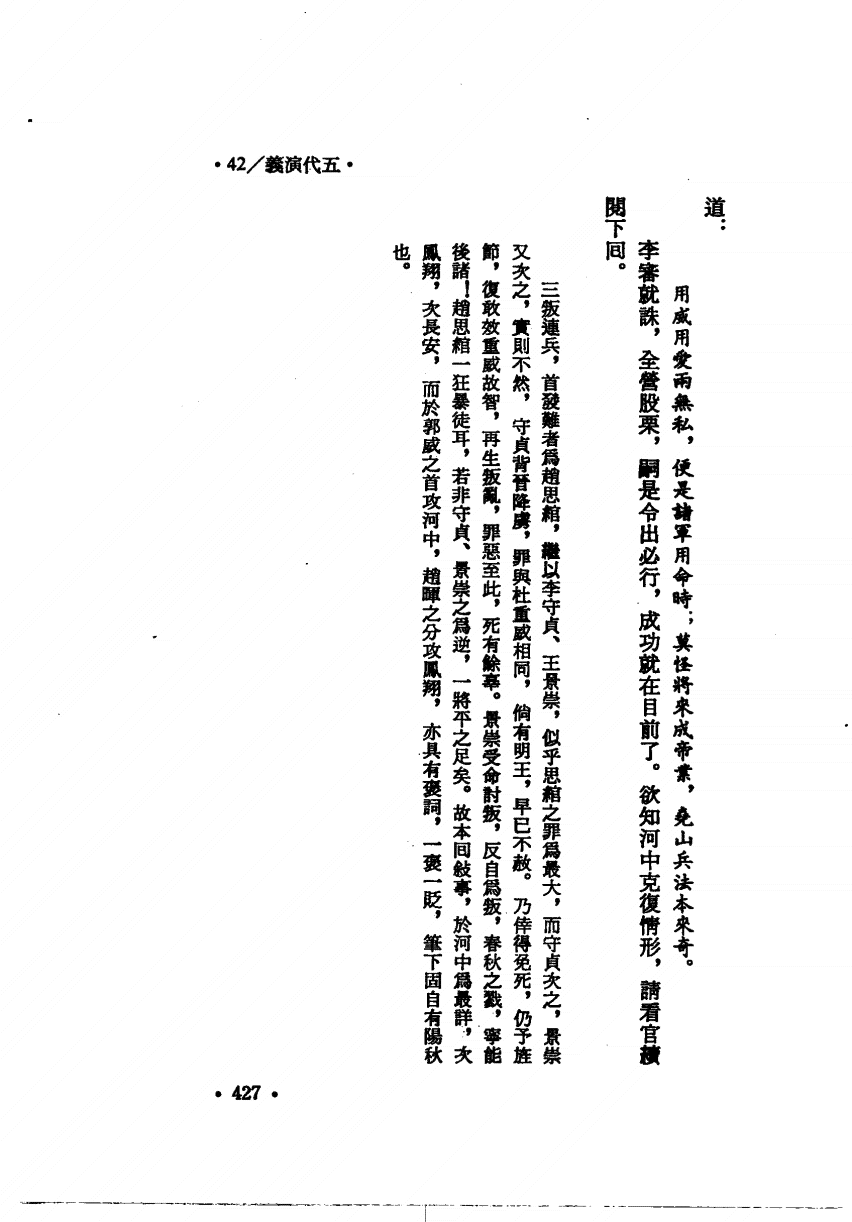 •42／義演代五•
道：
用威用愛兩無私，便是諸軍用命時；莫怪將來成帝業，堯山兵法本來奇。
李審就誅，全營股栗，嗣是令出必行，成功就在目前了。欲知河中克復情形，請看官續
閱下回。
三叛連兵，首發難者爲趙思綰，繼以李守貞、王景崇，似乎思綰之罪爲最大，而守貞次之，景崇
又次之，實則不然，守貞背晉降虜，罪與杜重威相同，倘有明王，早已不赦。乃倖得免死，仍予旌
節，復敢效重威故智，再生叛亂，罪惡至此，死有餘辜。景崇受命討叛，反自爲叛，春秋之戮，寧能
後諸！趙思綰一狂暴徒耳，若非守貞、景崇之爲逆，一將平之足矣。故本回敍事，於河中爲最詳，次
鳳翔，次長安，而於郭威之首攻河中，趙暉之分攻鳳翔，亦具有褒詞，一褒一貶，筆下固自有陽秋
也。
•427•